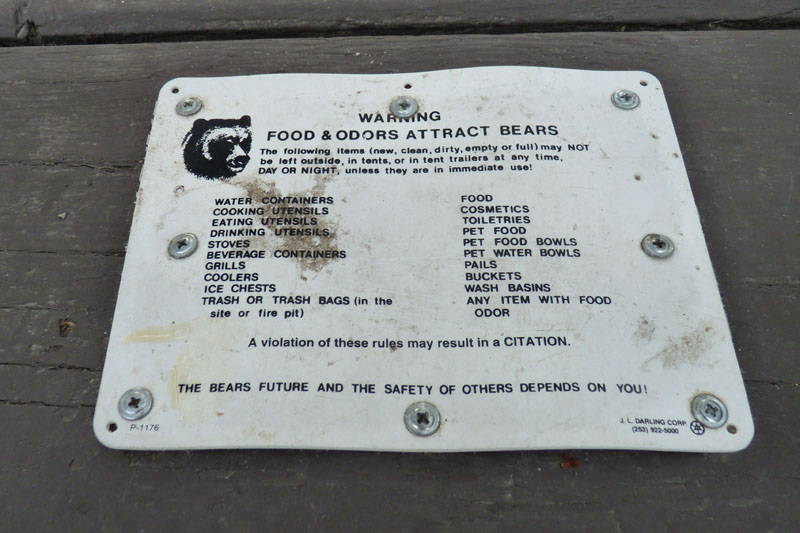 WARNING
FOOD & ODORS ATTRACT BEARS
The following items (new, clean, dirty, empty or full) may NOT
be left outside, in tents, or in tent trailers at any time,
DAY OR NIGHT, unless they are in immediate use!
WATER CONTAINERS
COOKING UTENSILS
EATING UTENSILS
DRINKING UTENSILS
STOVES
BEVERAGE CONTAINERS
GRILLS
COOLERS
ICE CHESTS
TRASH OR TRASH BAGS (in the
site or fire pit)
FOOD
COSMETICS
TOILETRIES
PET FOOD
PET FOOD BOWLS
PET WATER BOWLS
PAILS
BUCKETS
WASH BASINS
ANY ITEM WITH FOOD
ODOR
A violation of these rules may result in a CITATION.
THE BEARS FUTURE AND THE SAFETY OF OTHERS DEPENDS ON YOU!
P-1176
J. L. DARLING CORP
(253) 922-5000